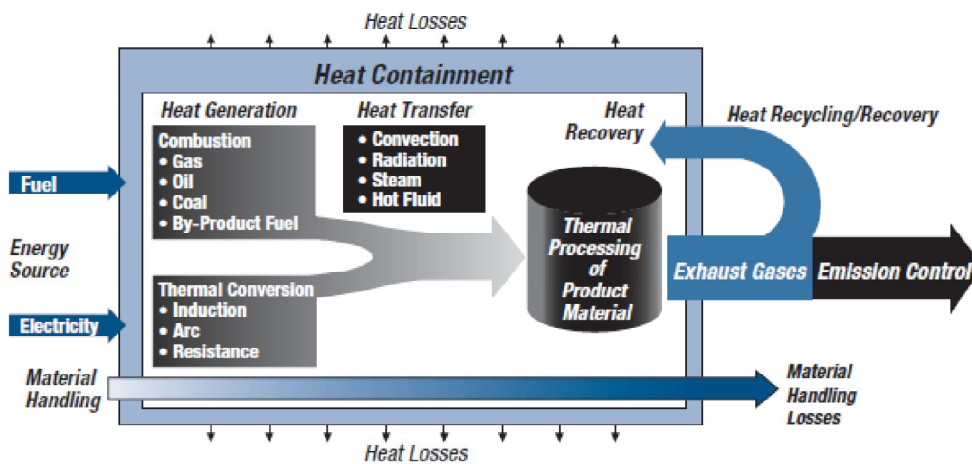 Heat Losses
Heat Containment
Heat Generation
Combustion
• Gas
• Oil
• Coal
• By-Product Fuel
Heat Transfer
• Convection
• Radiation
• Steam
• Hot Fluid
Heat
Recovery
Heat Recycling/Recovery
Fuel
Energy
Source
Electricity
Thermal Conversion
• Induction
• Arc
• Resistance
Thermal
Processing
of
Product
Material
Exhaust Gases
Emission Control
Material
Handling
Material
Handling
Losses
Heat Losses